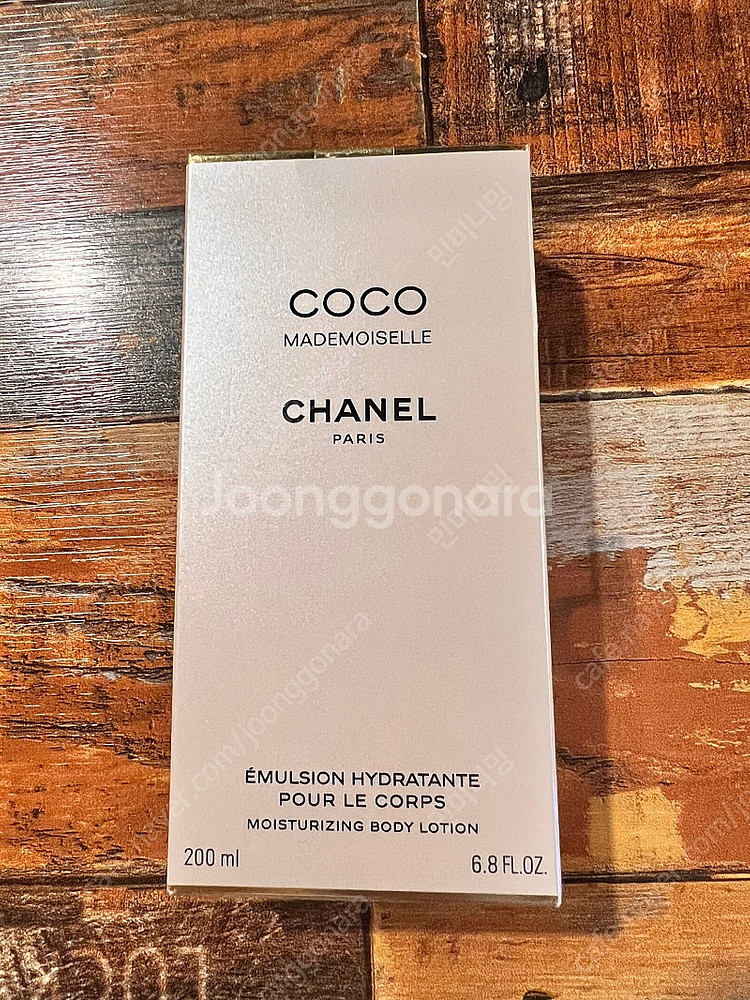 COCO
MADEMOISELLE
CHANEL
PARIS
Joonggonara
ÉMULSION HYDRATANTE
POUR LE CORPS
MOISTURIZING BODY LOTION
200 ml
6.8 FL.OZ.